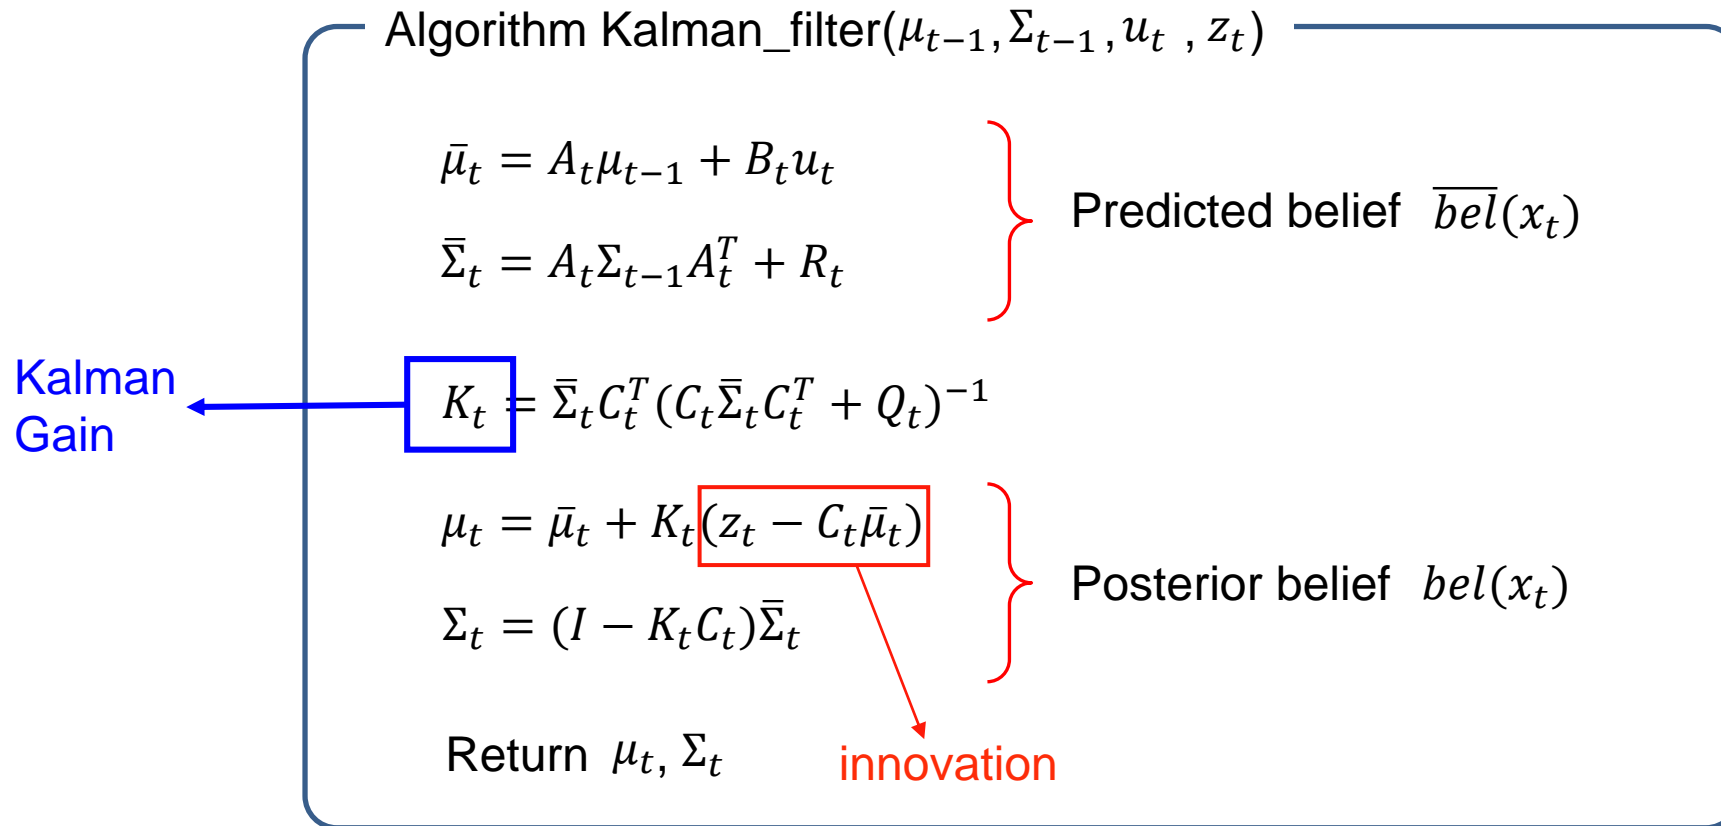 Algorithm Kalman_filter(μ_{t−1}, Σ_{t−1}, u_t , z_t)
μ̄_t = A_t μ_{t−1} + B_t u_t
Σ̄_t = A_t Σ_{t−1} A_t^T + R_t
Predicted belief b̅e̅l̅(x_t)
Kalman
Gain
K_t = Σ̄_t C_t^T (C_t Σ̄_t C_t^T + Q_t)^{−1}
μ_t = μ̄_t + K_t (z_t − C_t μ̄_t)
Σ_t = (I − K_t C_t) Σ̄_t
Posterior belief bel(x_t)
Return μ_t, Σ_t
innovation